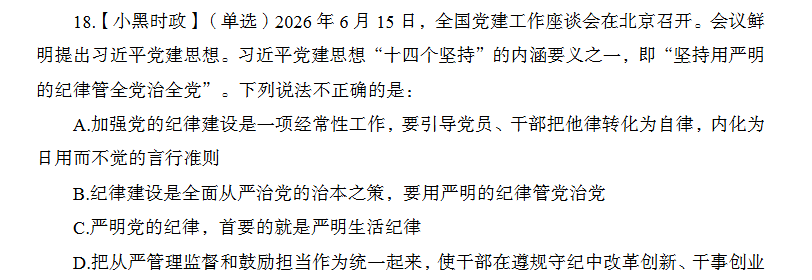 18.【小黑时政】（单选）2026 年 6 月 15 日，全国党建工作座谈会在北京召开。会议鲜
明提出习近平党建思想。习近平党建思想“十四个坚持”的内涵要义之一，即“坚持用严明
的纪律管全党治全党”。下列说法不正确的是：
A.加强党的纪律建设是一项经常性工作，要引导党员、干部把他律转化为自律，内化为
日用而不觉的言行准则
B.纪律建设是全面从严治党的治本之策，要用严明的纪律管党治党
C.严明党的纪律，首要的就是严明生活纪律
D.把从严管理监督和鼓励担当作为统一起来，使干部在遵规守纪中改革创新、干事创业